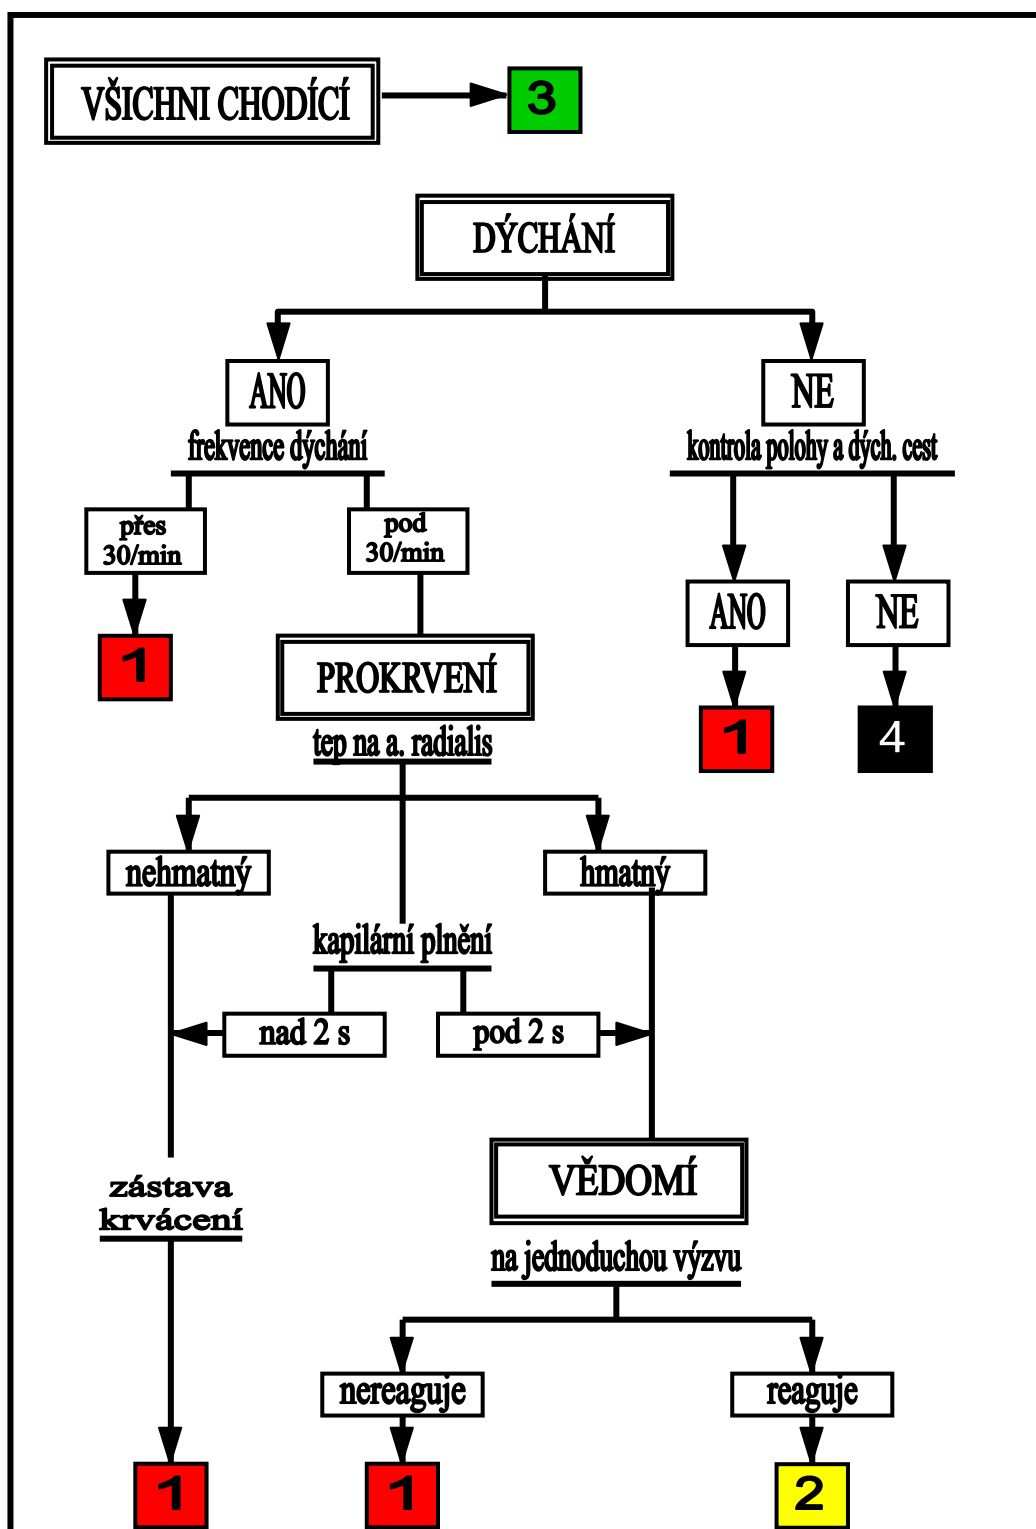 VŠICHNI CHODÍCÍ
3
DÝCHÁNÍ
ANO
NE
frekvence dýchání
kontrola polohy a dých. cest
přes
30/min
pod
30/min
ANO
NE
1
PROKRVENÍ
1
4
tep na a. radialis
nehmatný
hmatný
kapilární plnění
nad 2 s
pod 2 s
zástava
krvácení
VĚDOMÍ
na jednoduchou výzvu
nereaguje
reaguje
1
1
2